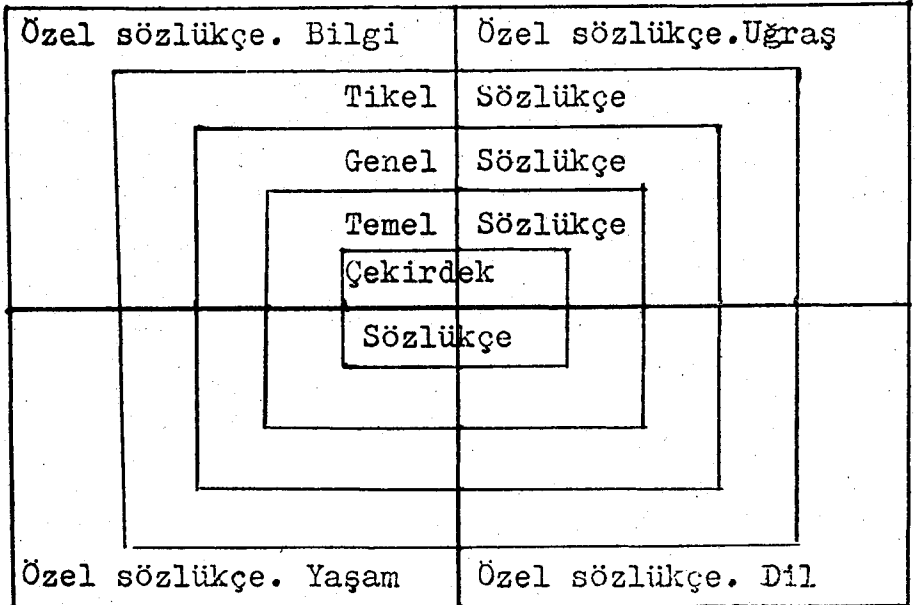 Özel sözlükçe. Bilgi Özel sözlükçe.Uğraş
Tikel Sözlükçe
Genel Sözlükçe
Temel Sözlükçe
Çekirdek
Sözlükçe
Özel sözlükçe. Yaşam Özel sözlükçe. Dil